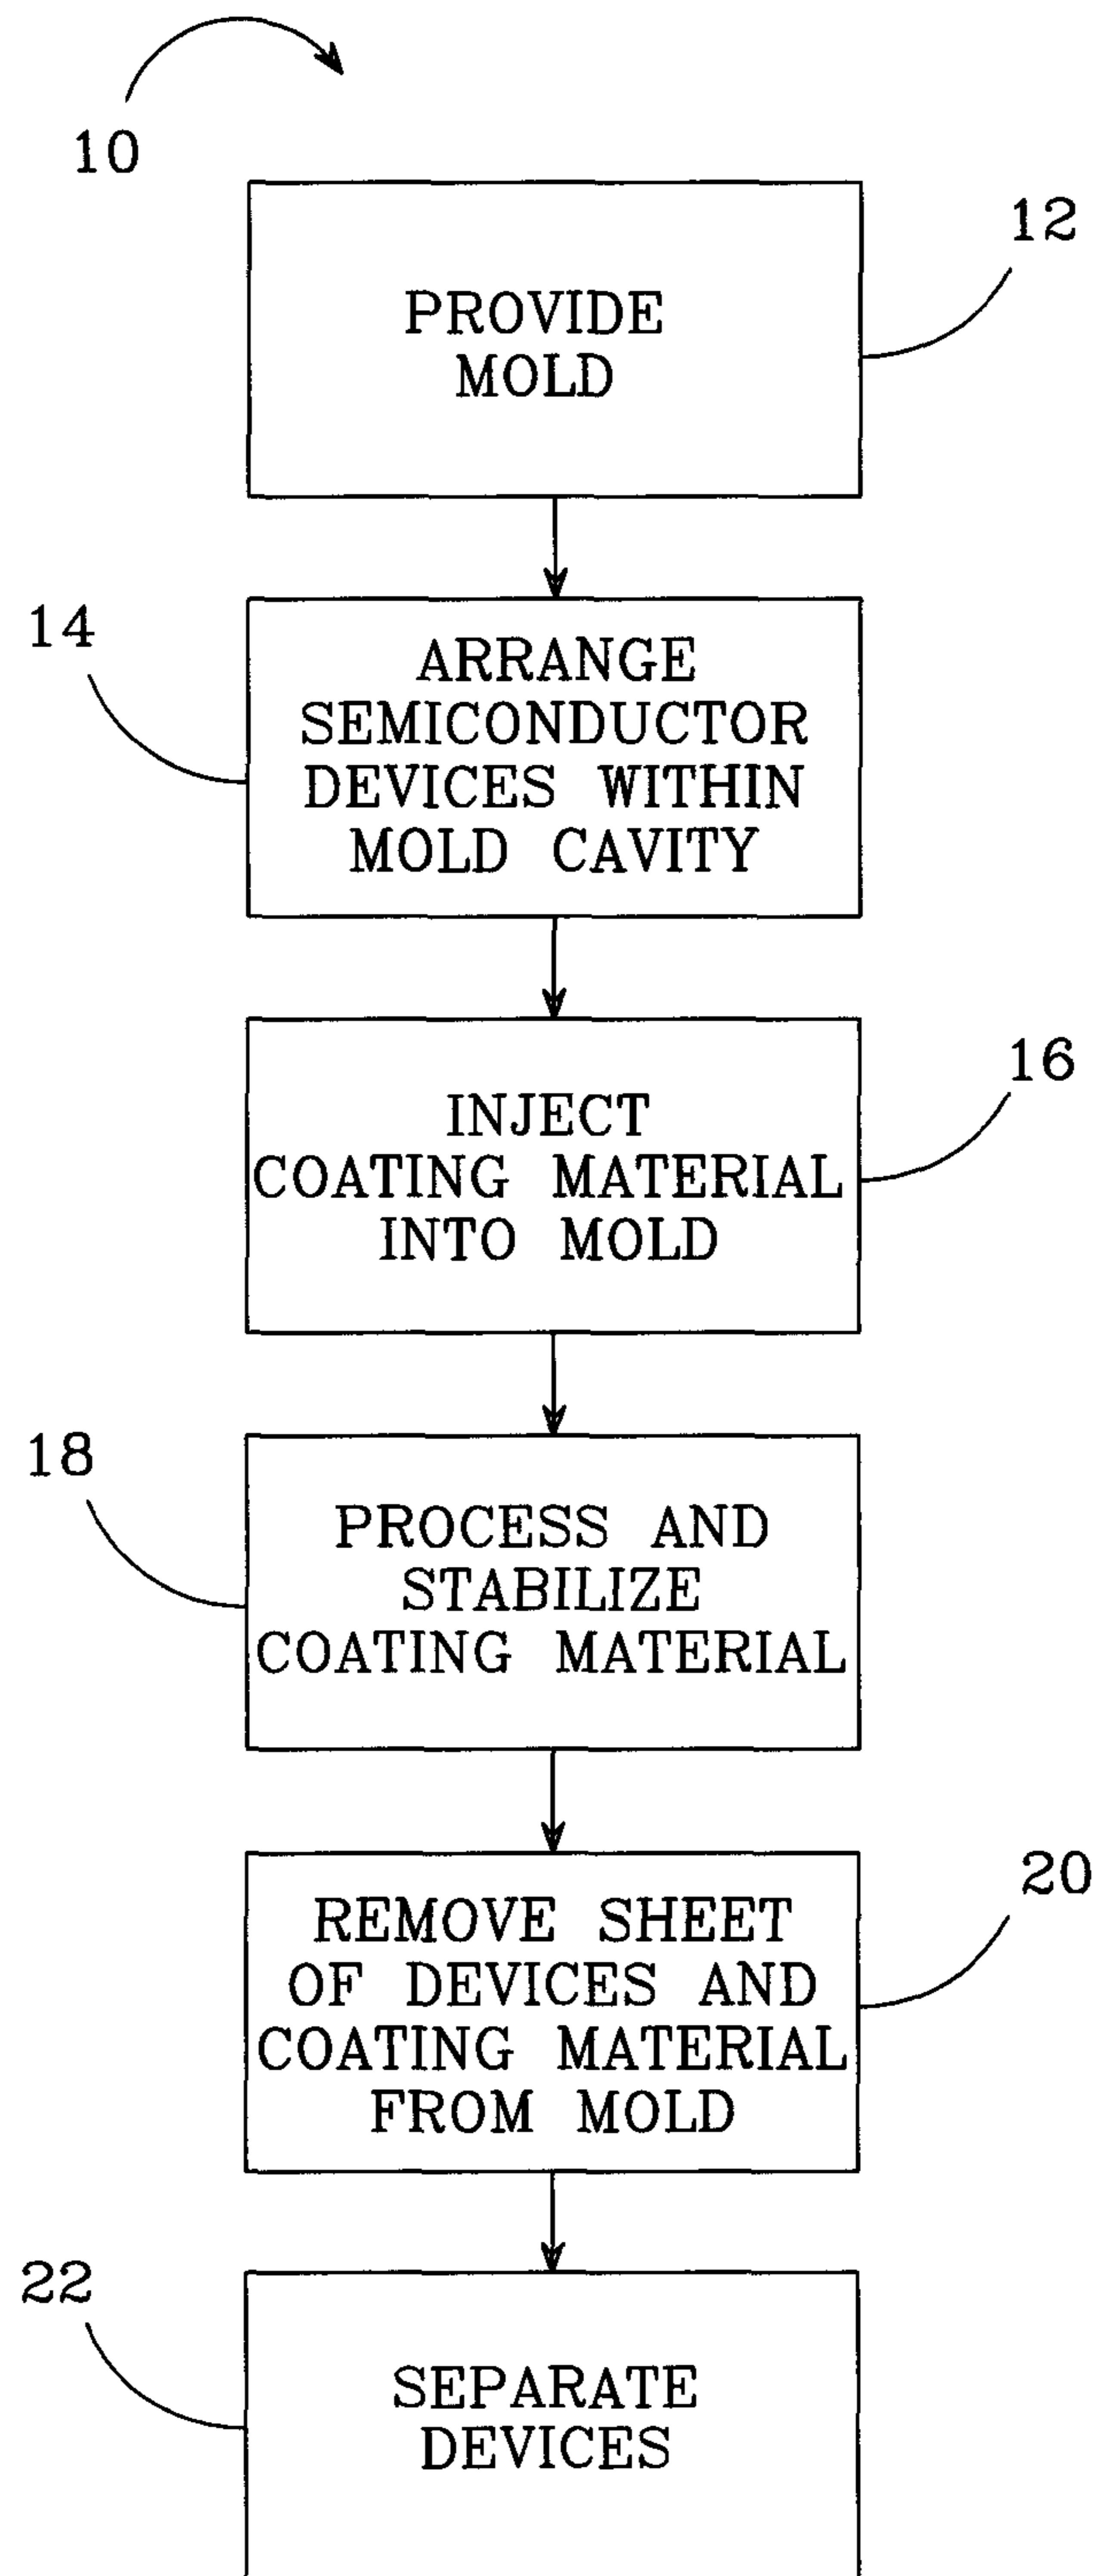 10
12
PROVIDE
MOLD
14
ARRANGE
SEMICONDUCTOR
DEVICES WITHIN
MOLD CAVITY
16
INJECT
COATING MATERIAL
INTO MOLD
18
PROCESS AND
STABILIZE
COATING MATERIAL
20
REMOVE SHEET
OF DEVICES AND
COATING MATERIAL
FROM MOLD
22
SEPARATE
DEVICES